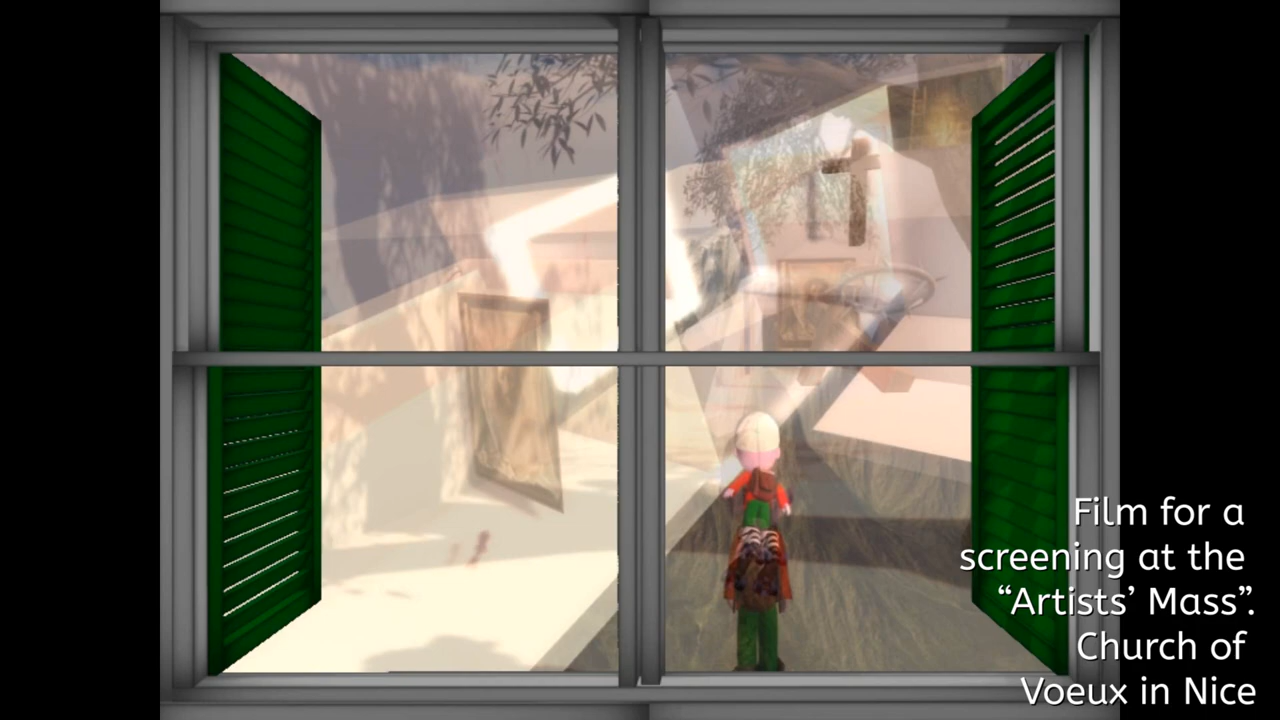 Film for a
screening at the
“Artists’ Mass”.
Church of
Voeux in Nice